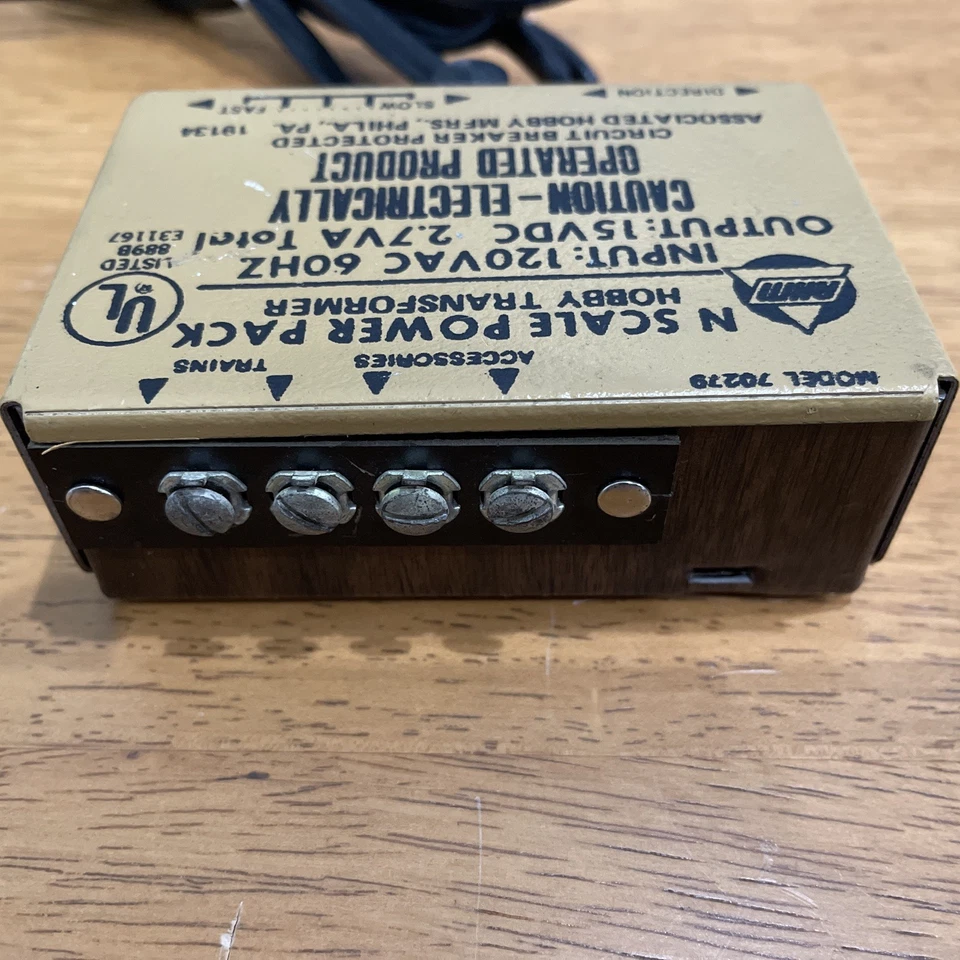 MODEL 70279
ACCESSORIES TRAINS
AHM
N SCALE POWER PACK
HOBBY TRANSFORMER
UL ®
LISTED
889B
E31167
INPUT: 120VAC 60HZ
OUTPUT: 15VDC 2.7VA Total
CAUTION - ELECTRICALLY
OPERATED PRODUCT
CIRCUIT BREAKER PROTECTED
ASSOCIATED HOBBY MFRS., PHILA., PA. 19134
DIRECTION SLOW FAST